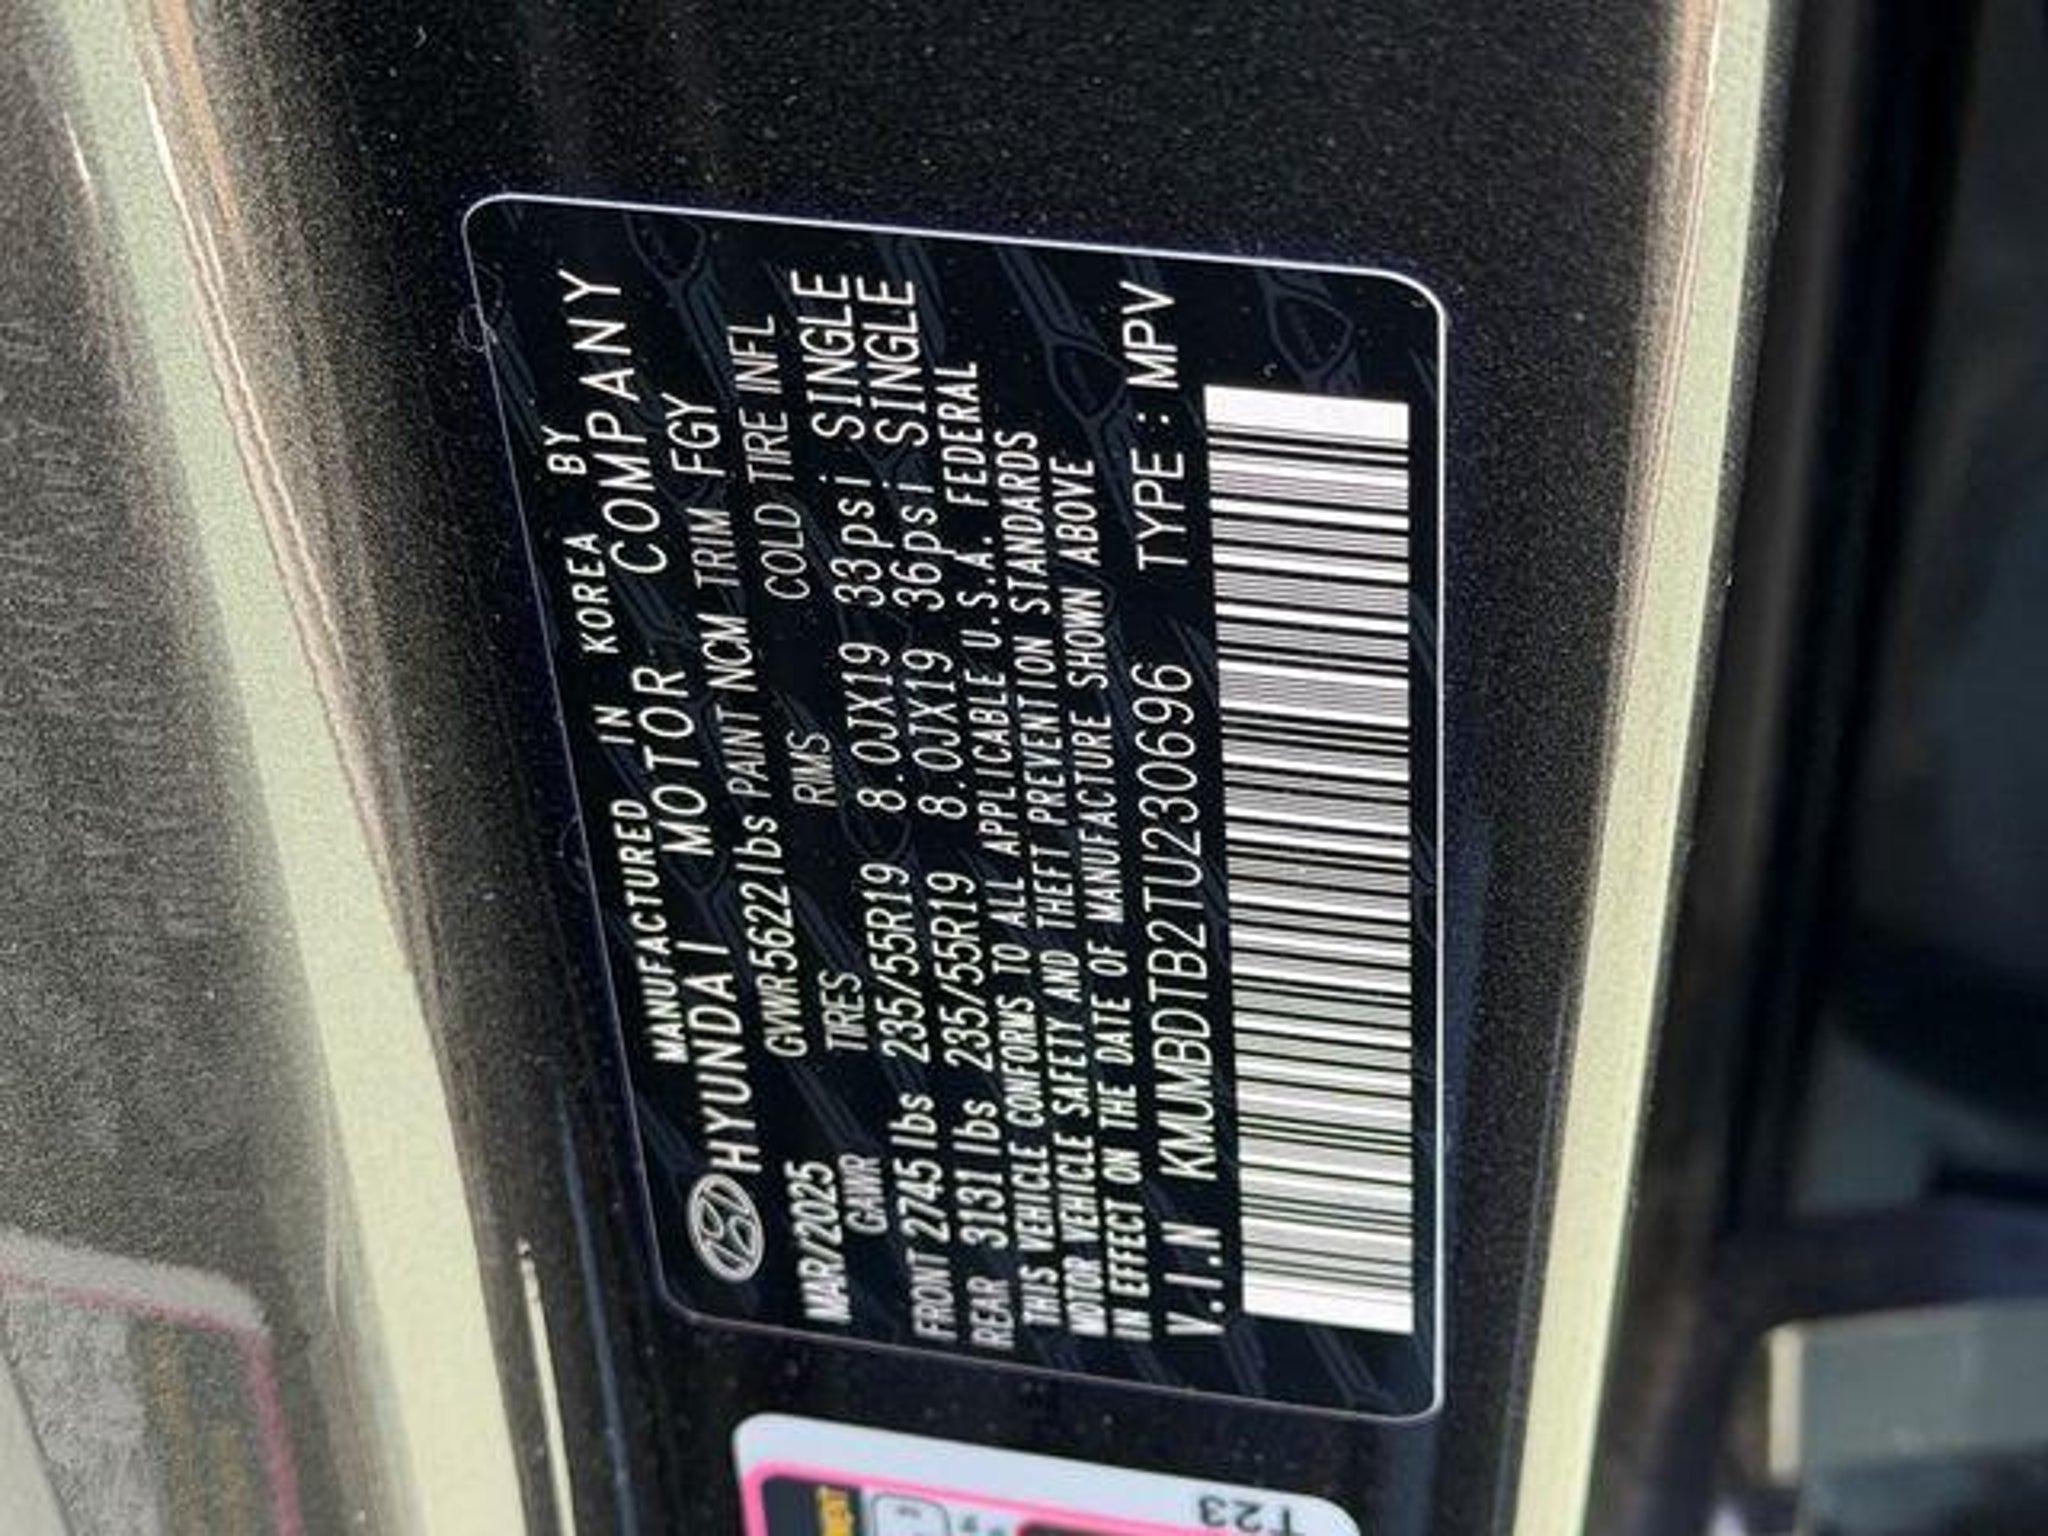 MANUFACTURED IN KOREA BY
HYUNDAI MOTOR COMPANY
MAR/2025 GVWR5622lbs PAINT NCM TRIM FGY
GAWR TIRES RIMS COLD TIRE INFL
FRONT 2745lbs 235/55R19 8.0JX19 33psi SINGLE
REAR 3131lbs 235/55R19 8.0JX19 36psi SINGLE
THIS VEHICLE CONFORMS TO ALL APPLICABLE U.S.A. FEDERAL
MOTOR VEHICLE SAFETY AND THEFT PREVENTION STANDARDS
IN EFFECT ON THE DATE OF MANUFACTURE SHOWN ABOVE
V.I.N KMUMBDTB2TU230696 TYPE : MPV
T23